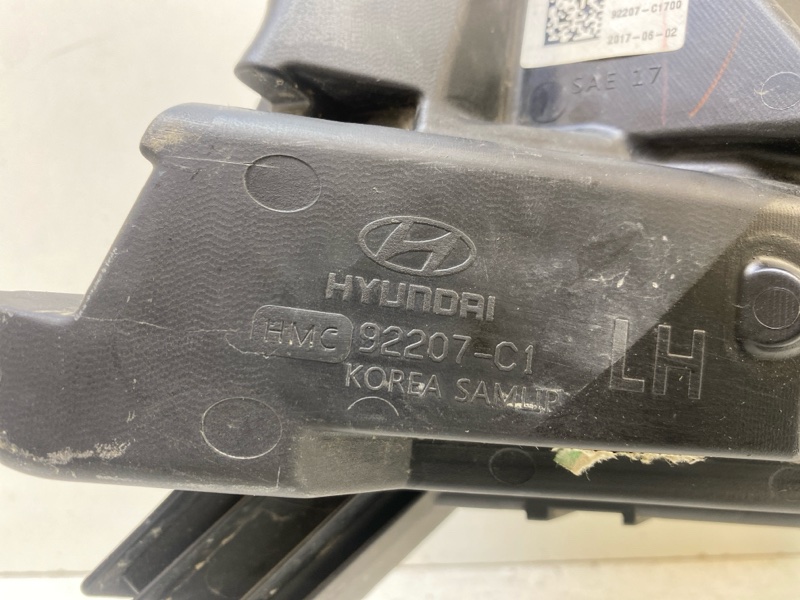 92207-C1700
2017-06-02
SAE 17
HYUNDAI
HMC 92207-C1
LH
KOREA SAMLIP